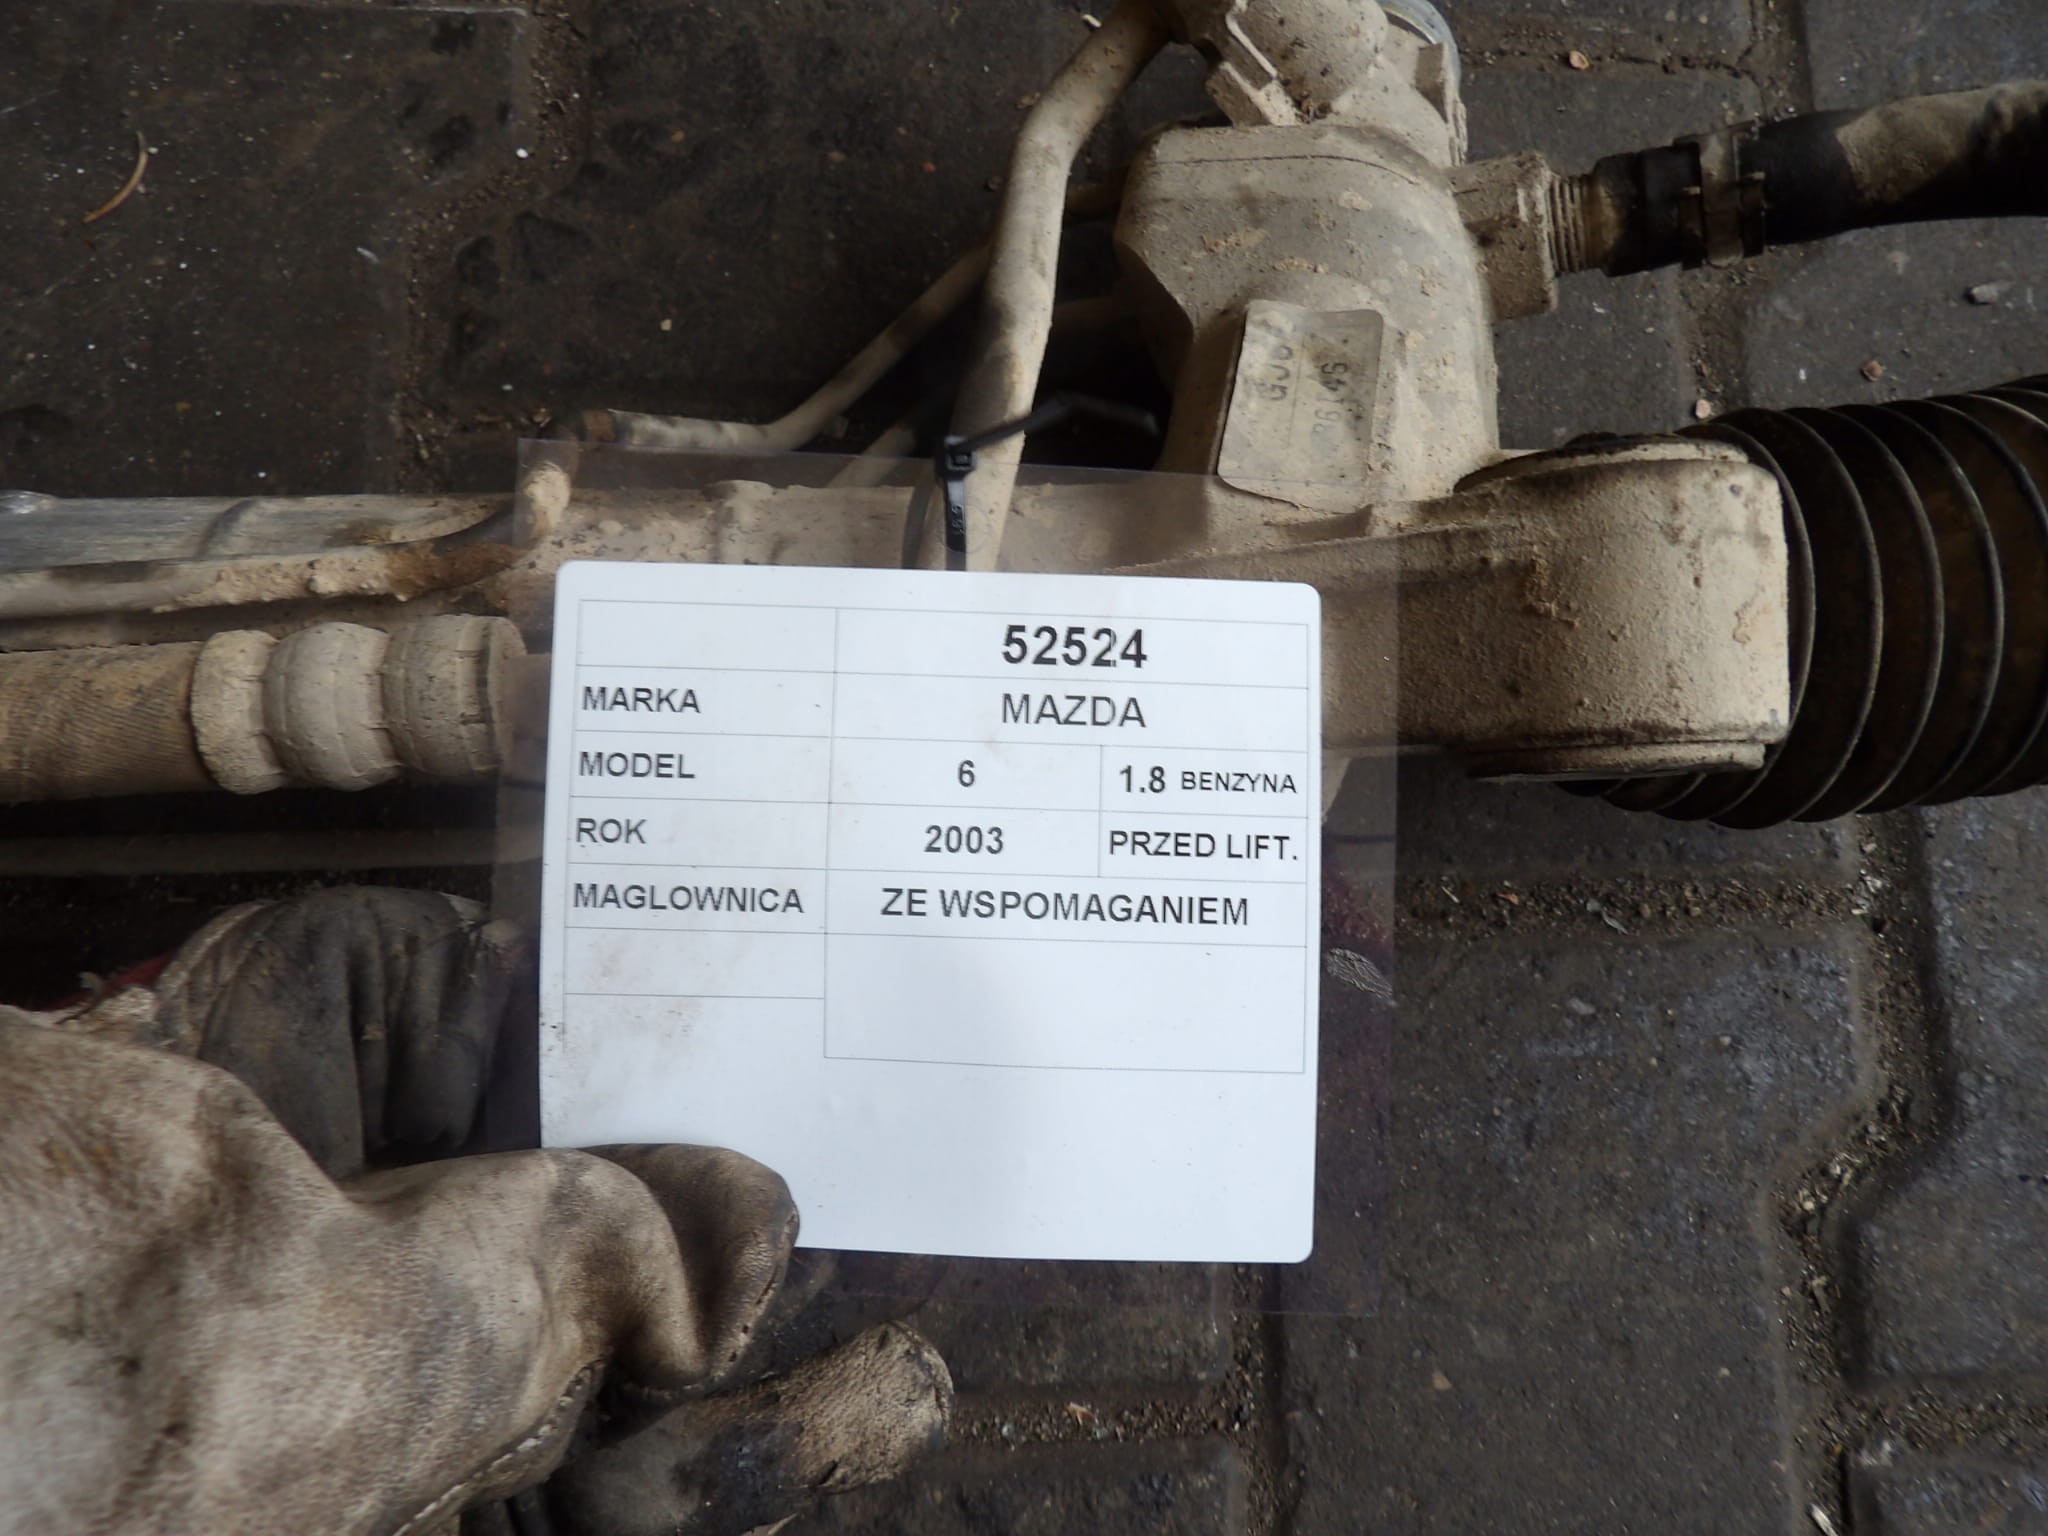 52524
MARKA MAZDA
MODEL 6 1.8 BENZYNA
ROK 2003 PRZED LIFT.
MAGLOWNICA ZE WSPOMAGANIEM